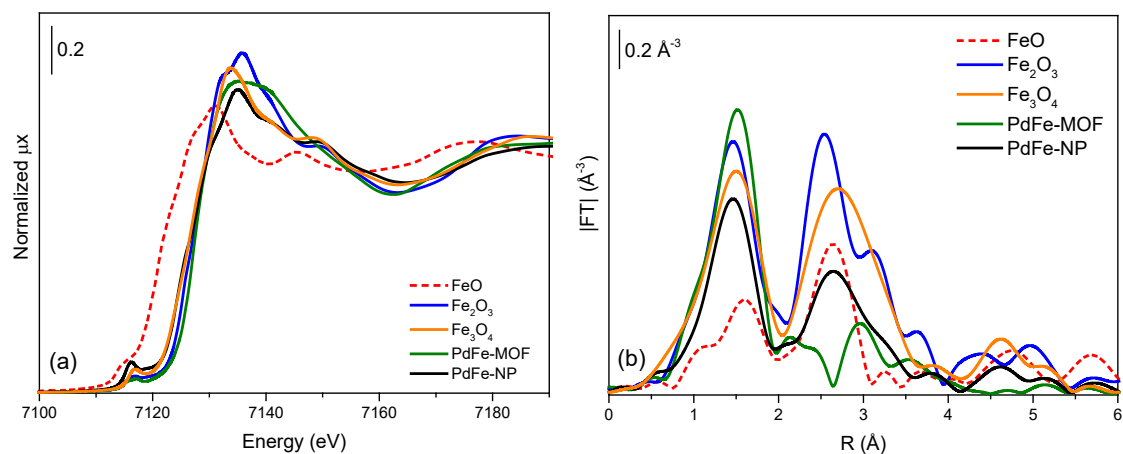 0.2
Normalized μx
FeO
Fe₂O₃
Fe₃O₄
PdFe-MOF
PdFe-NP
(a)
7100 7120 7140 7160 7180
Energy (eV)
0.2 Å⁻³
|FT| (Å⁻³)
FeO
Fe₂O₃
Fe₃O₄
PdFe-MOF
PdFe-NP
(b)
0 1 2 3 4 5 6
R (Å)